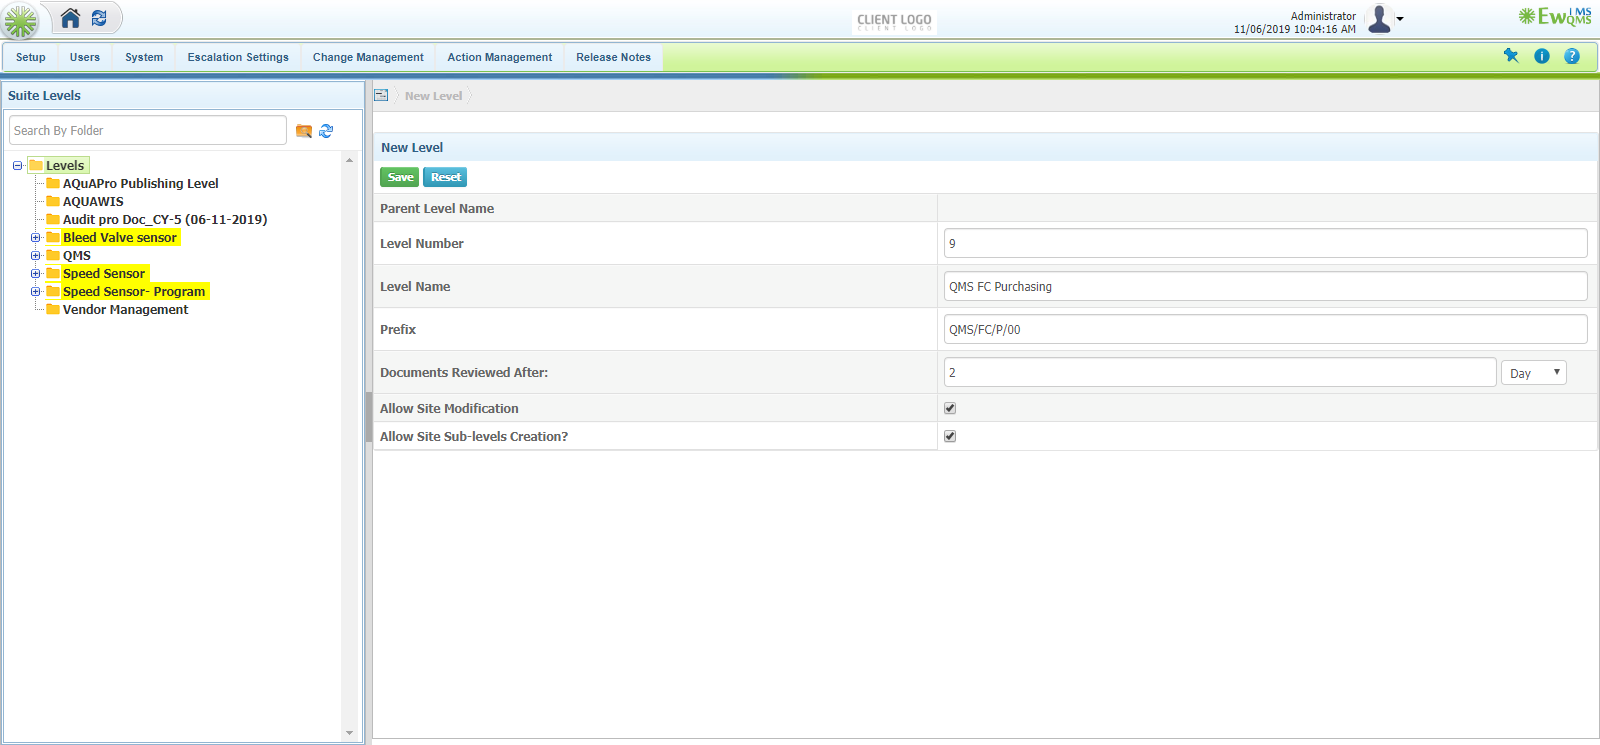 CLIENT LOGO
CLIENT LOGO
Administrator
11/06/2019 10:04:16 AM
EwQMS
IMS
Setup Users System Escalation Settings Change Management Action Management Release Notes
Suite Levels
New Level
Search By Folder
New Level
Levels
Save Reset
AQuAPro Publishing Level
AQUAWIS
Parent Level Name
Audit pro Doc_CY-5 (06-11-2019)
Bleed Valve sensor
Level Number 9
QMS
Speed Sensor
Level Name QMS FC Purchasing
Speed Sensor- Program
Vendor Management
Prefix QMS/FC/P/00
Documents Reviewed After: 2 Day
Allow Site Modification
Allow Site Sub-levels Creation?